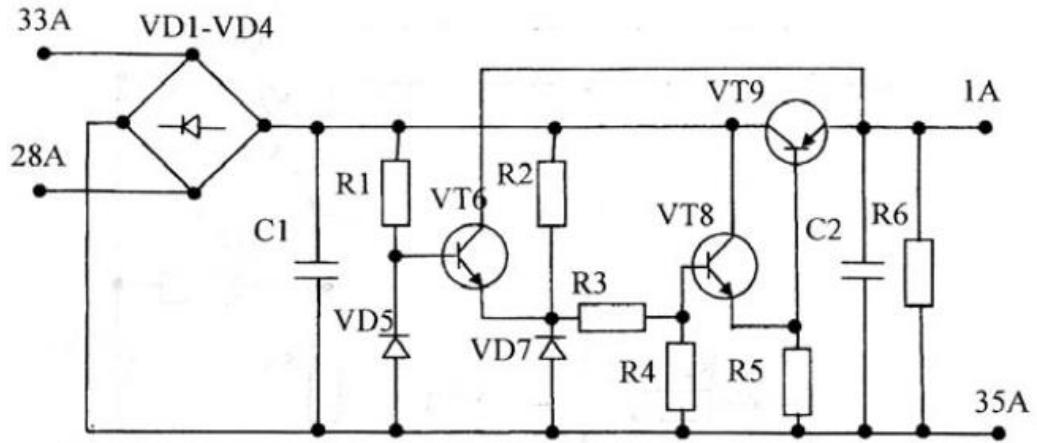 33A
VD1-VD4
VT9
1A
28A
R1
VT6
R2
VT8
C1
C2
R6
R3
VD5
VD7
R4
R5
35A